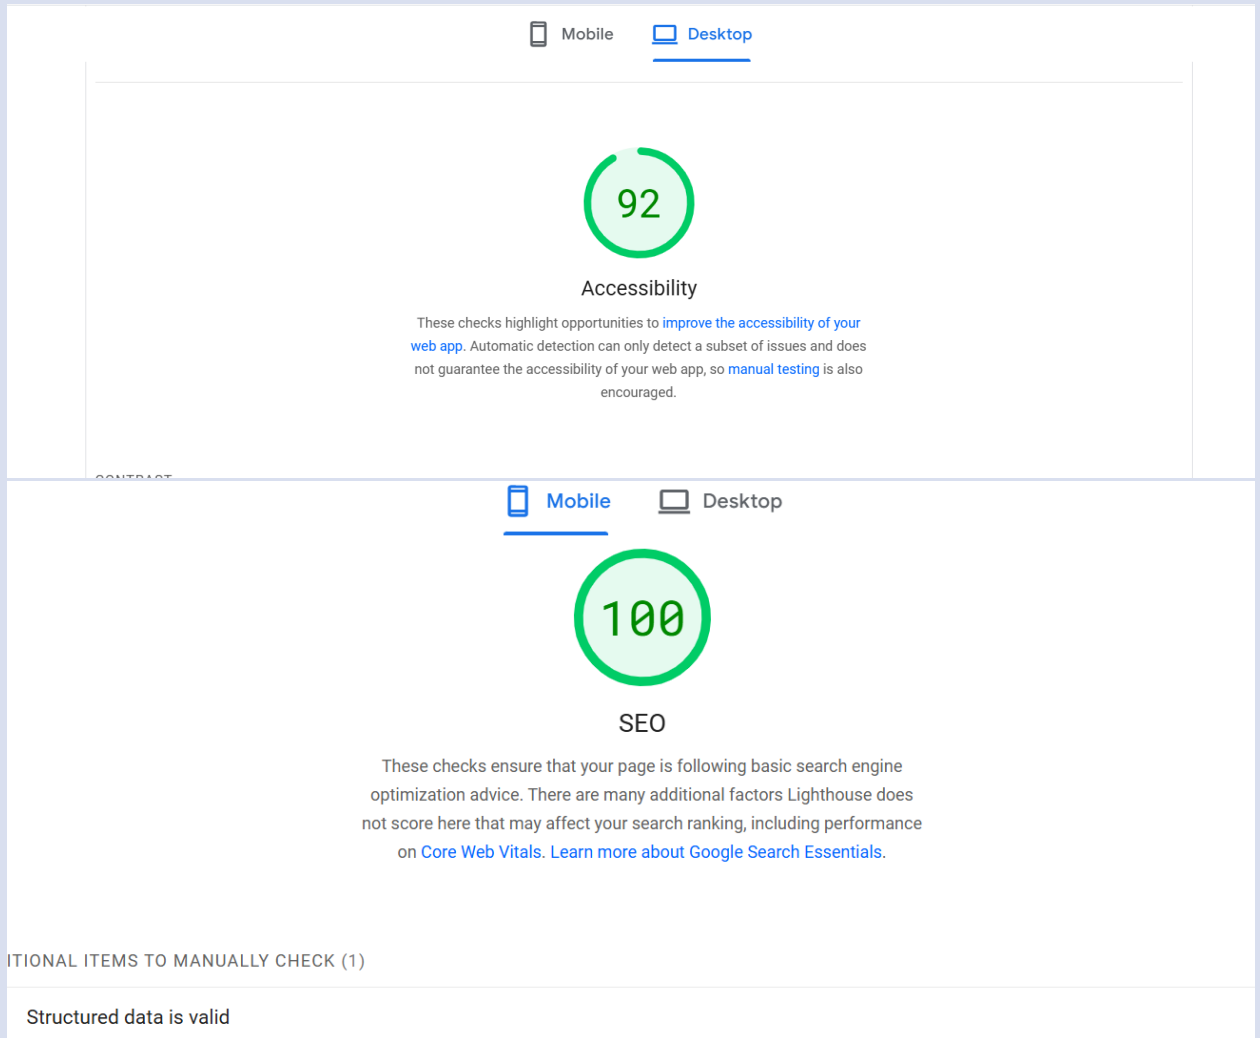 Mobile
Desktop
92
Accessibility
These checks highlight opportunities to improve the accessibility of your
web app. Automatic detection can only detect a subset of issues and does
not guarantee the accessibility of your web app, so manual testing is also
encouraged.
CONTRAST
Mobile
Desktop
100
SEO
These checks ensure that your page is following basic search engine
optimization advice. There are many additional factors Lighthouse does
not score here that may affect your search ranking, including performance
on Core Web Vitals. Learn more about Google Search Essentials.
ITIONAL ITEMS TO MANUALLY CHECK (1)
Structured data is valid